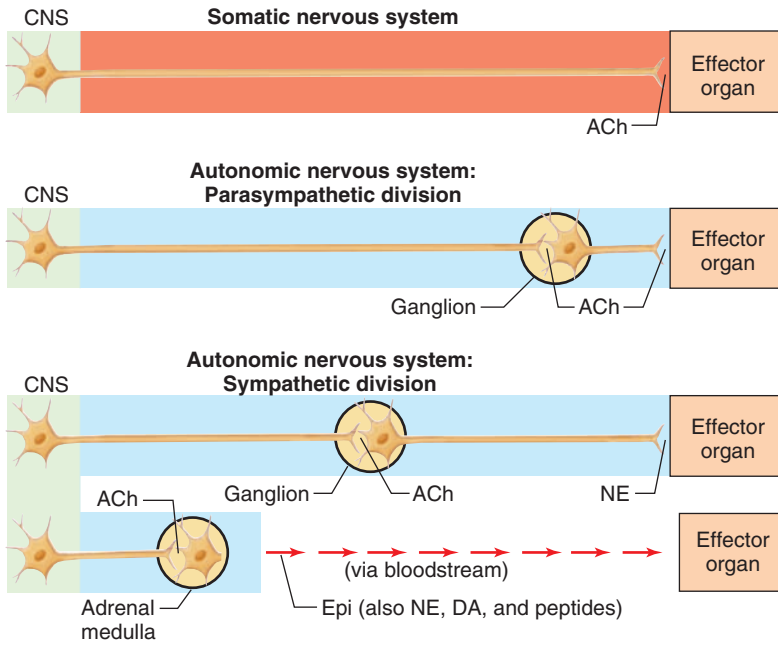 Somatic nervous system
CNS
Effector
organ
ACh
Autonomic nervous system:
Parasympathetic division
CNS
Effector
organ
Ganglion
ACh
Autonomic nervous system:
Sympathetic division
CNS
Effector
organ
Ganglion
ACh
NE
ACh
Effector
organ
(via bloodstream)
Adrenal
medulla
Epi (also NE, DA, and peptides)